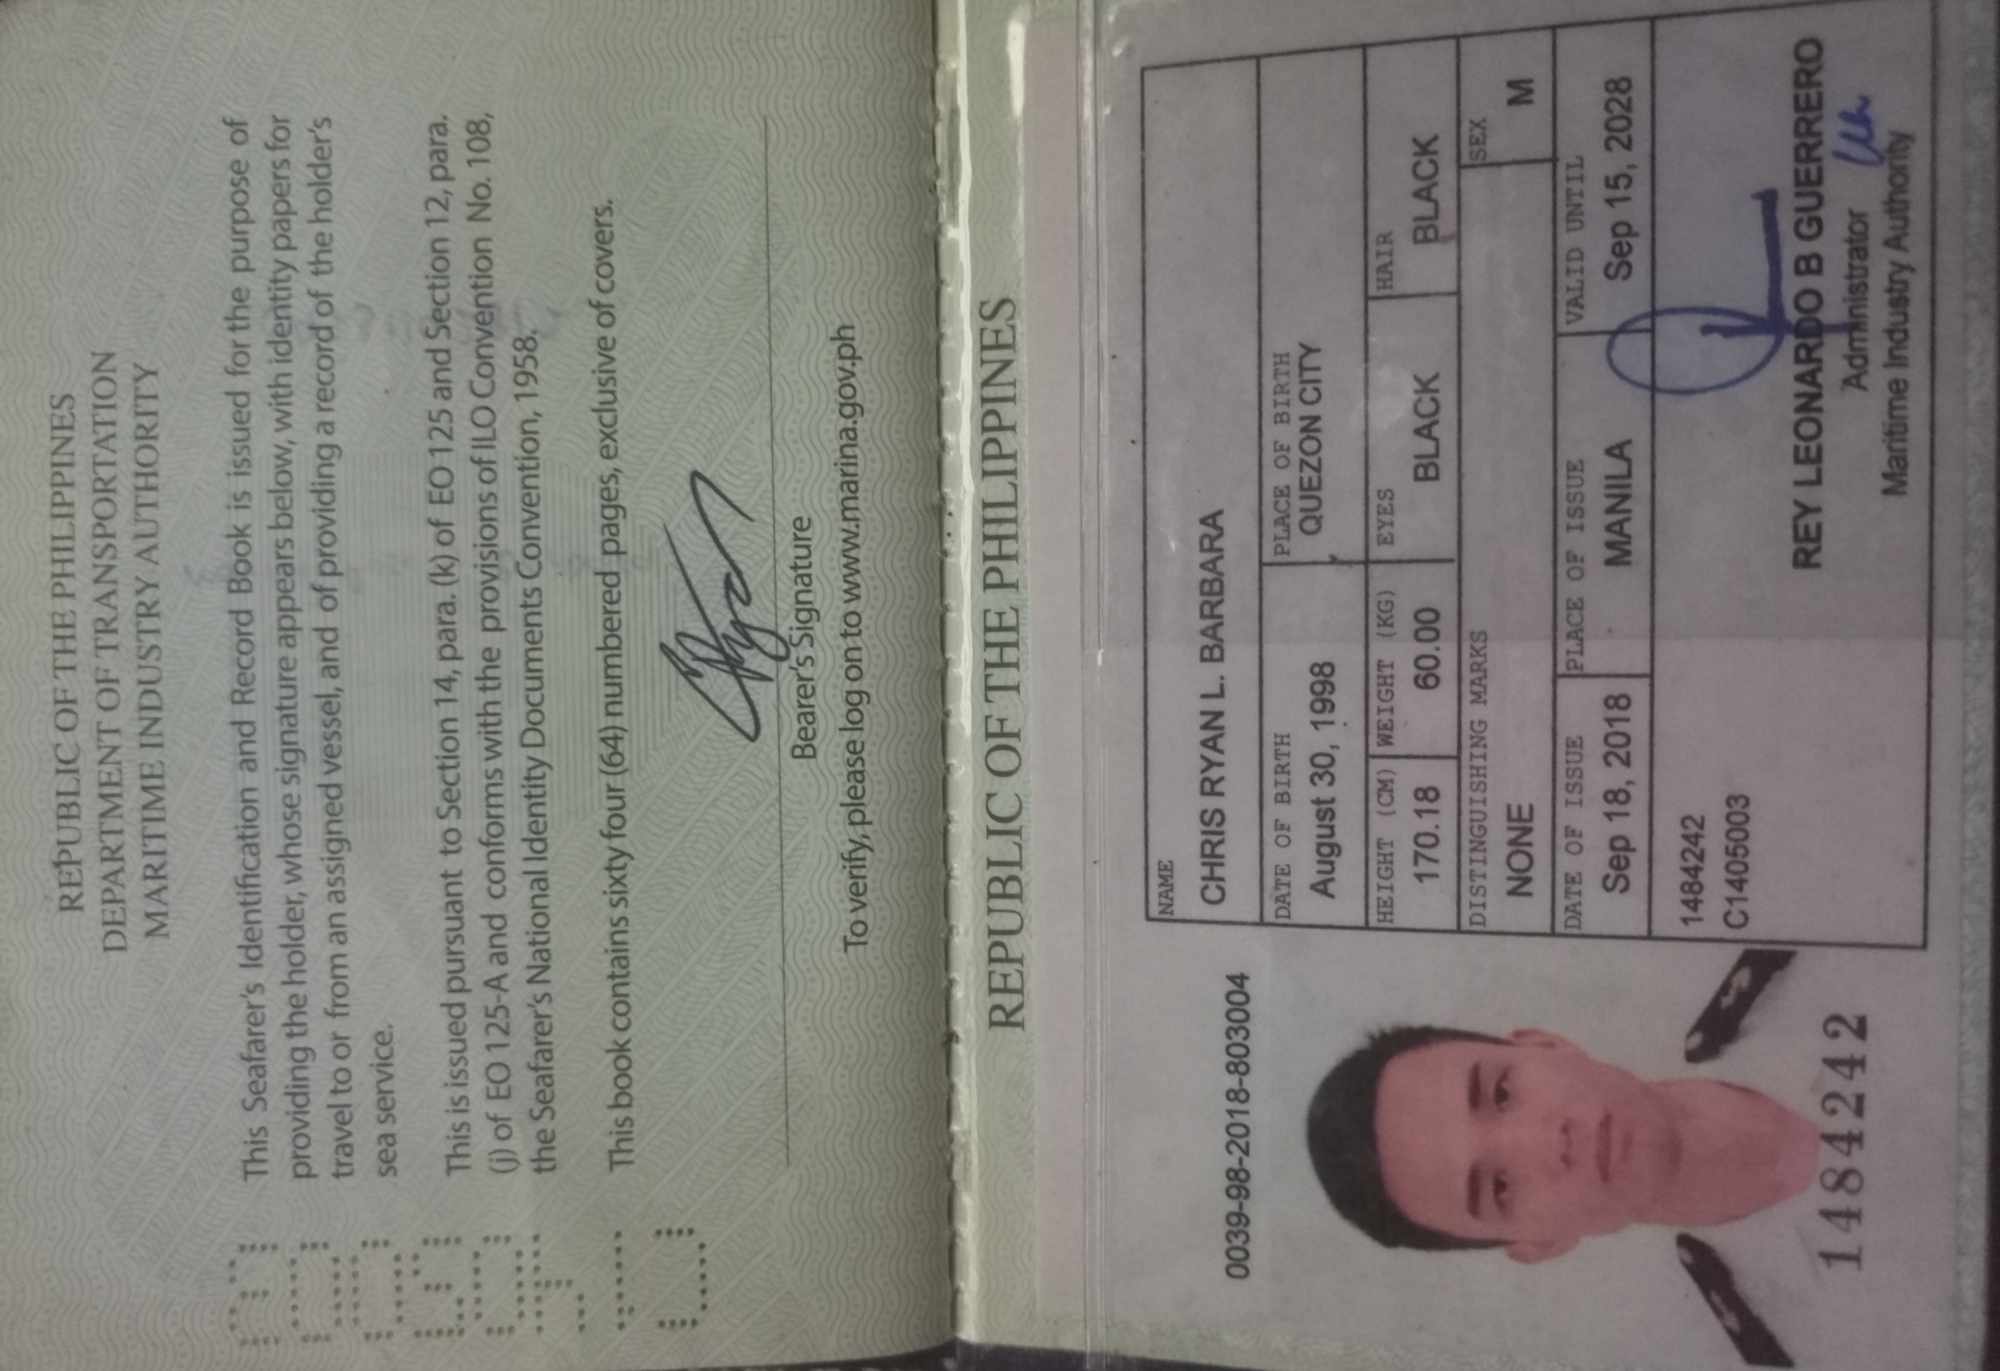 REPUBLIC OF THE PHILIPPINES
DEPARTMENT OF TRANSPORTATION
MARITIME INDUSTRY AUTHORITY
This Seafarer's Identification and Record Book is issued for the purpose of
providing the holder, whose signature appears below, with identity papers for
travel to or from an assigned vessel, and of providing a record of the holder's
sea service.
This is issued pursuant to Section 14, para. (k) of EO 125 and Section 12, para.
(j) of EO 125-A and conforms with the provisions of ILO Convention No. 108,
the Seafarer's National Identity Documents Convention, 1958.
This book contains sixty four (64) numbered pages, exclusive of covers.
Bearer's Signature
To verify, please log on to www.marina.gov.ph
REPUBLIC OF THE PHILIPPINES
0039-98-2018-803004
1484242
NAME
CHRIS RYAN L. BARBARA
DATE OF BIRTH PLACE OF BIRTH
August 30, 1998 QUEZON CITY
HEIGHT (CM) WEIGHT (KG) EYES HAIR
170.18 60.00 BLACK BLACK
DISTINGUISHING MARKS SEX
NONE M
DATE OF ISSUE PLACE OF ISSUE VALID UNTIL
Sep 18, 2018 MANILA Sep 15, 2028
1484242
C1405003
REY LEONARDO B GUERRERO
Administrator
Maritime Industry Authority